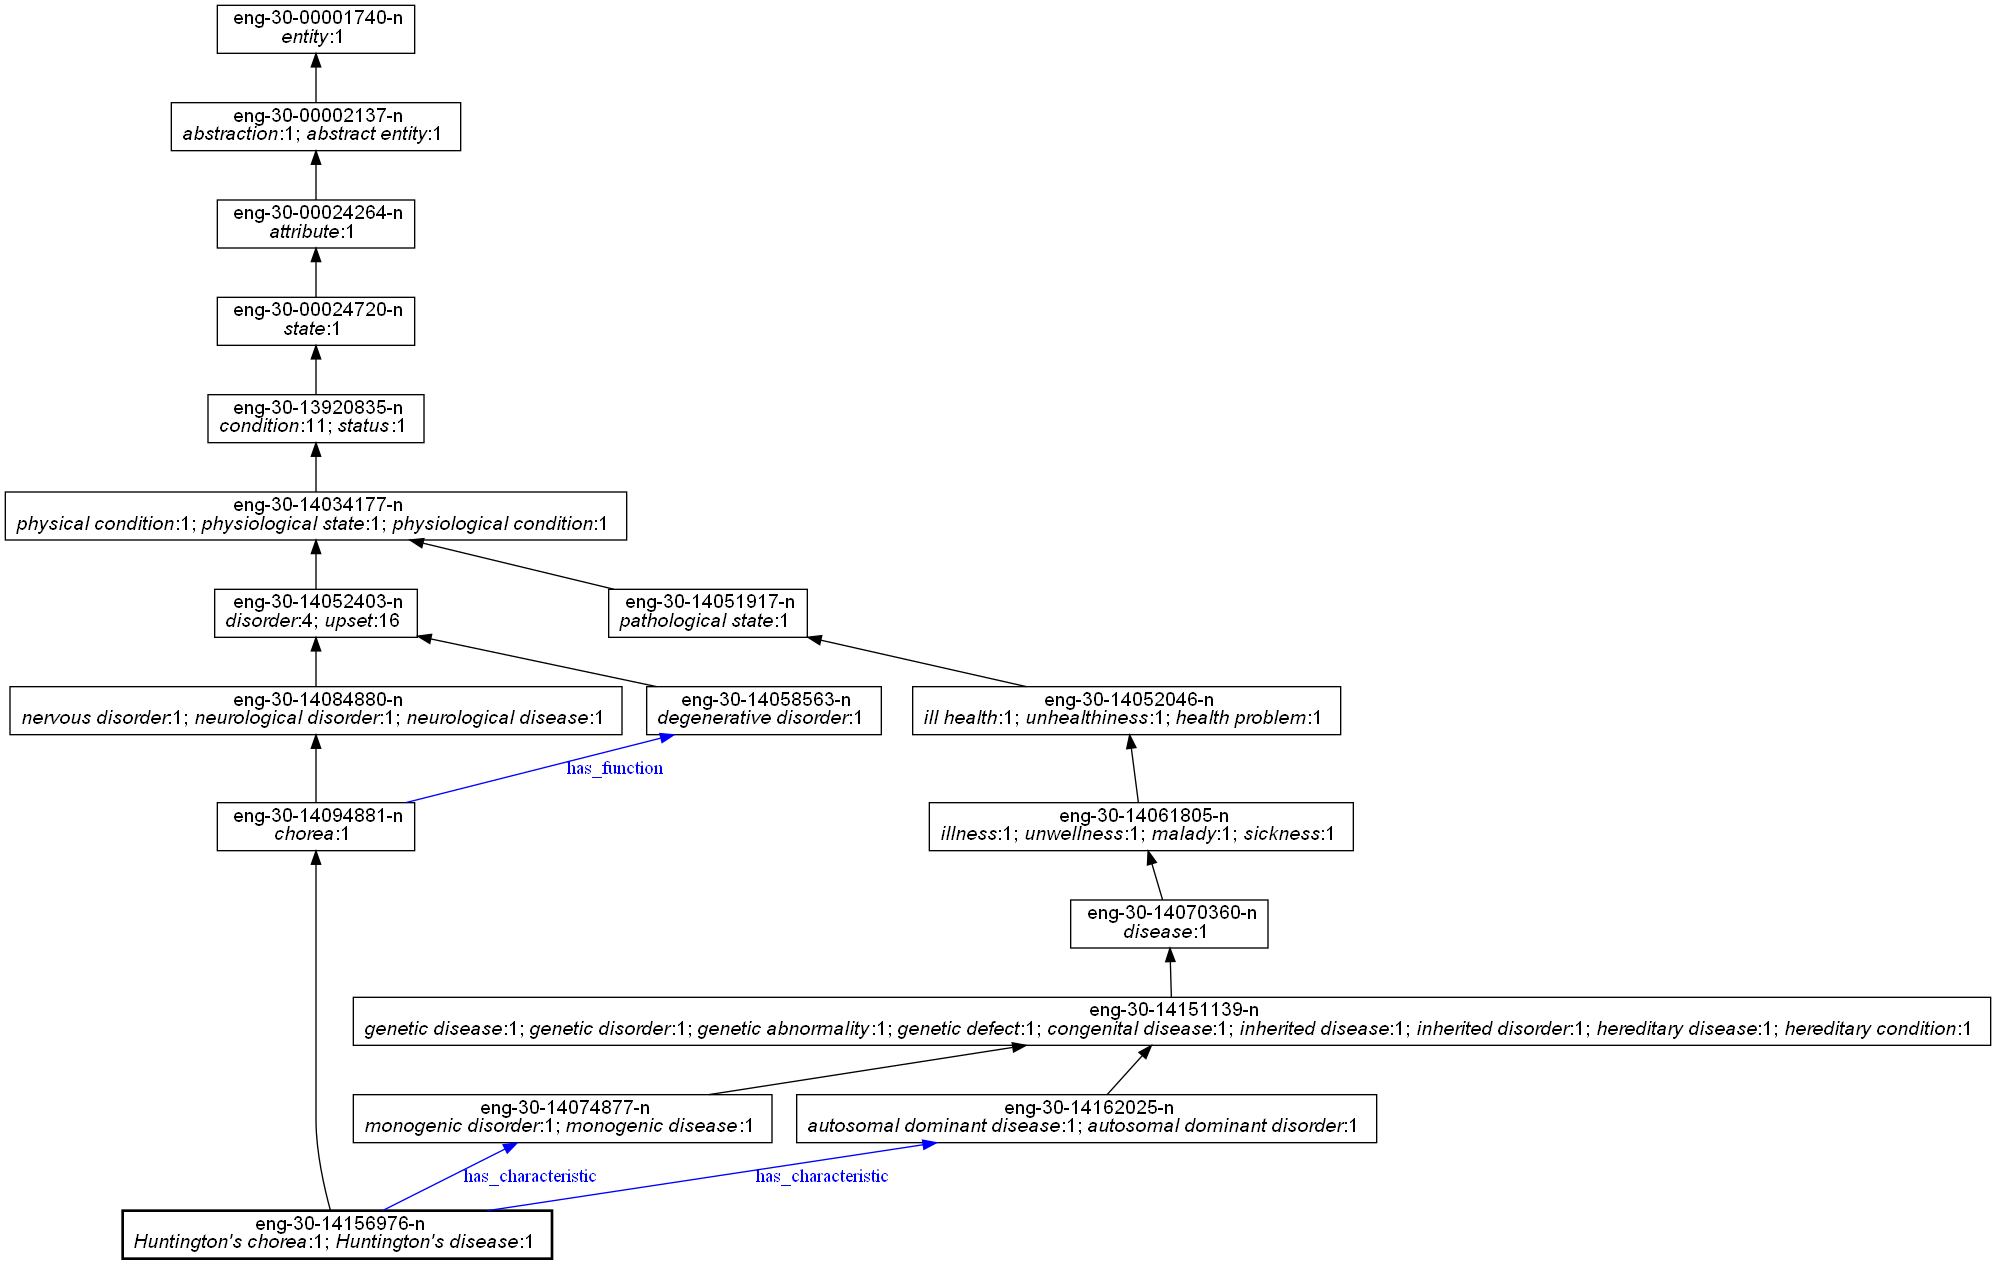 eng-30-00001740-n
entity:1
eng-30-00002137-n
abstraction:1; abstract entity:1
eng-30-00024264-n
attribute:1
eng-30-00024720-n
state:1
eng-30-13920835-n
condition:11; status:1
eng-30-14034177-n
physical condition:1; physiological state:1; physiological condition:1
eng-30-14052403-n
disorder:4; upset:16
eng-30-14051917-n
pathological state:1
eng-30-14084880-n
nervous disorder:1; neurological disorder:1; neurological disease:1
eng-30-14058563-n
degenerative disorder:1
eng-30-14052046-n
ill health:1; unhealthiness:1; health problem:1
has_function
eng-30-14094881-n
chorea:1
eng-30-14061805-n
illness:1; unwellness:1; malady:1; sickness:1
eng-30-14070360-n
disease:1
eng-30-14151139-n
genetic disease:1; genetic disorder:1; genetic abnormality:1; genetic defect:1; congenital disease:1; inherited disease:1; inherited disorder:1; hereditary disease:1; hereditary condition:1
eng-30-14074877-n
monogenic disorder:1; monogenic disease:1
eng-30-14162025-n
autosomal dominant disease:1; autosomal dominant disorder:1
has_characteristic
has_characteristic
eng-30-14156976-n
Huntington's chorea:1; Huntington's disease:1